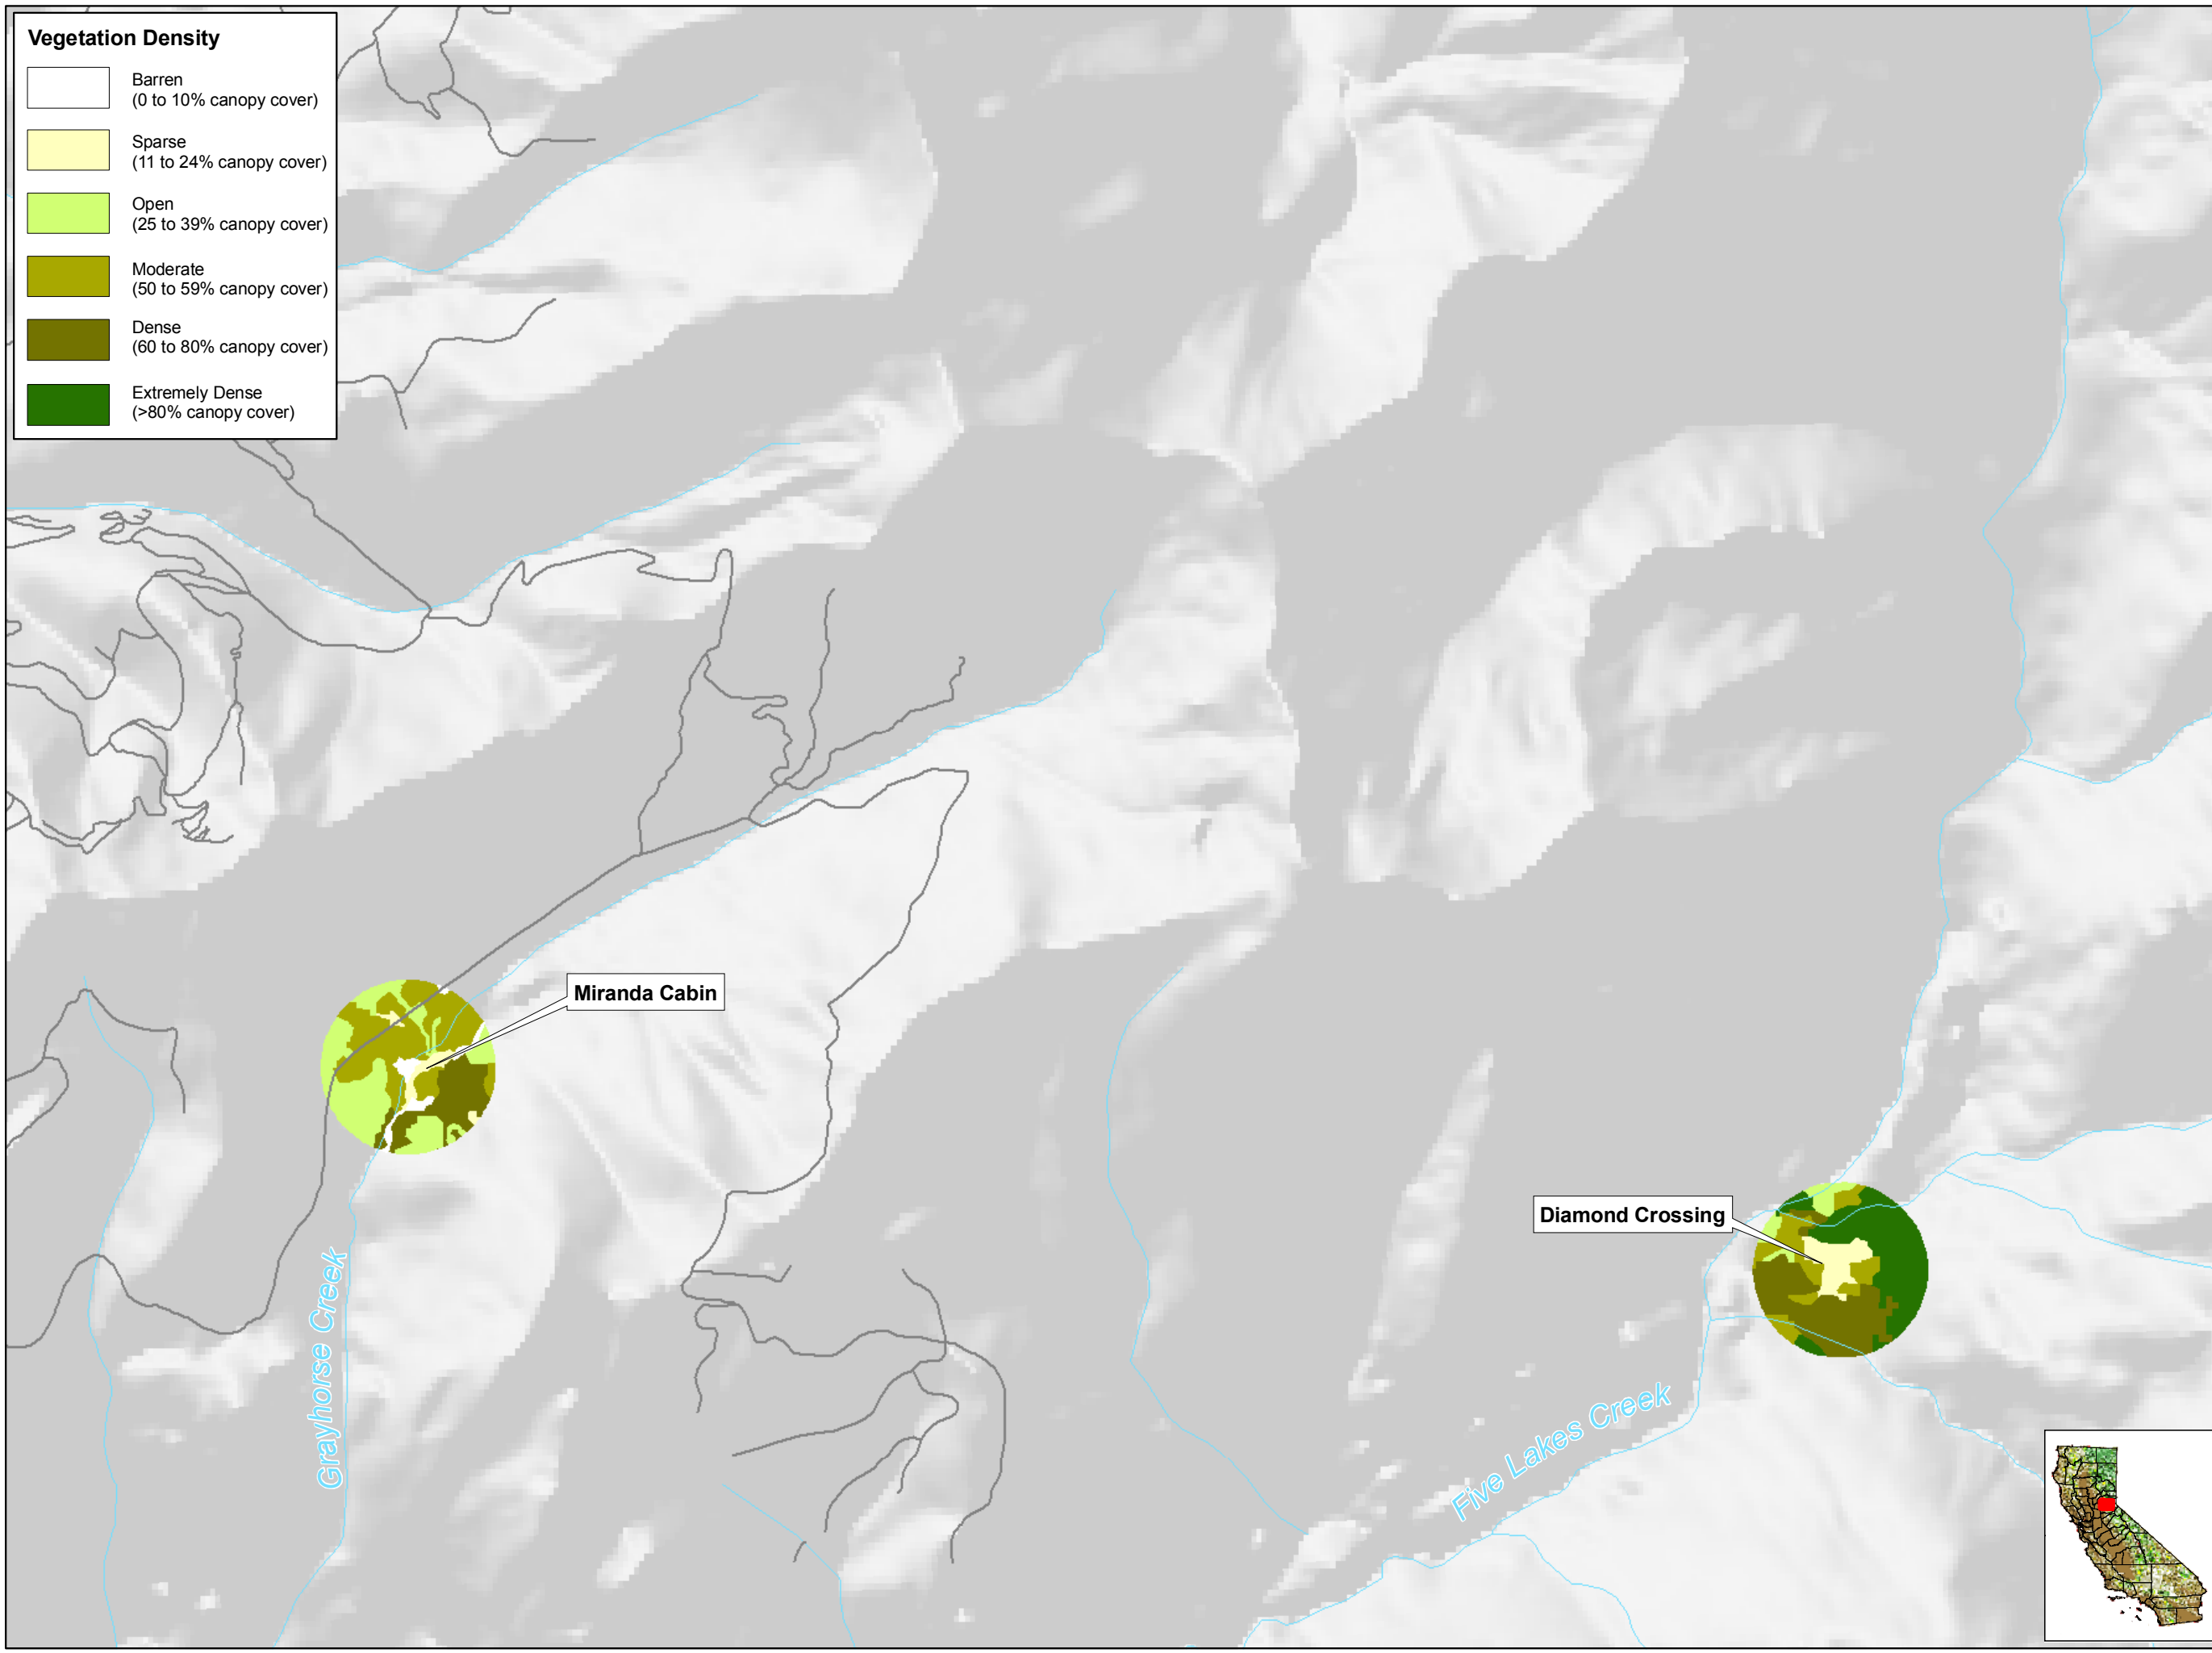 Vegetation Density
Barren
(0 to 10% canopy cover)
Sparse
(11 to 24% canopy cover)
Open
(25 to 39% canopy cover)
Moderate
(50 to 59% canopy cover)
Dense
(60 to 80% canopy cover)
Extremely Dense
(>80% canopy cover)
Miranda Cabin
Diamond Crossing
Grayhorse Creek
Five Lakes Creek